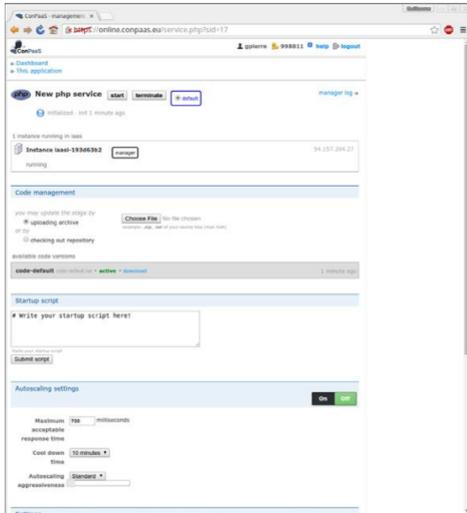 Guillaume
ConPaaS - management
https://online.conpaas.eu/service.php?sid=17
ConPaaS
gpierre 998811 help logout
Dashboard
This application
php New php service start terminate default
manager log
initialized - init 1 minute ago
1 instance running in iaas
Instance iaasi-193d63b2 manager
94.157.204.27
running
Code management
you may update the stage by
uploading archive
Choose File No file chosen
or by
checking out repository
available code versions
code-default active download
1 minute ago
Startup script
# Write your startup script here!
Submit script
Autoscaling settings
On Off
Maximum acceptable response time
700 milliseconds
Cool down time
10 minutes
Autoscaling aggressiveness
Standard